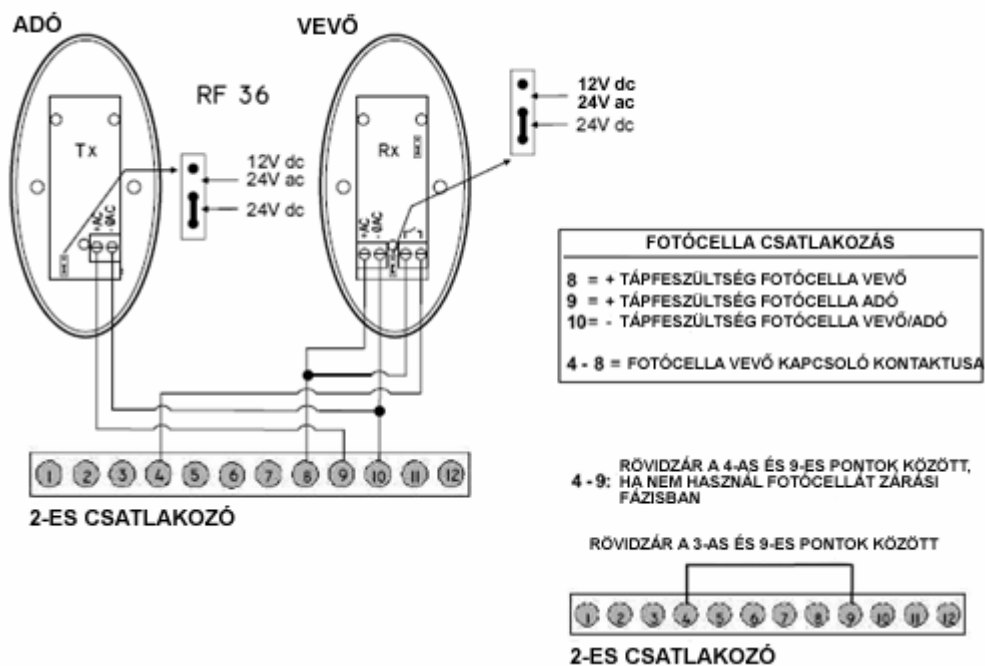 ADÓ
VEVŐ
RF 36
Tx
Rx
12V dc
24V ac
24V dc
12V dc
24V ac
24V dc
+AC
- ØAC
+AC
- ØAC
1 2 3 4 5 6 7 8 9 10 11 12
2-ES CSATLAKOZÓ
FOTÓCELLA CSATLAKOZÁS
8 = + TÁPFESZÜLTSÉG FOTÓCELLA VEVŐ
9 = + TÁPFESZÜLTSÉG FOTÓCELLA ADÓ
10= - TÁPFESZÜLTSÉG FOTÓCELLA VEVŐ/ADÓ
4 - 8 = FOTÓCELLA VEVŐ KAPCSOLÓ KONTAKTUSA
4 - 9: RÖVIDZÁR A 4-AS ÉS 9-ES PONTOK KÖZÖTT,
HA NEM HASZNÁL FOTÓCELLÁT ZÁRÁSI
FÁZISBAN
RÖVIDZÁR A 3-AS ÉS 9-ES PONTOK KÖZÖTT
1 2 3 4 5 6 7 8 9 10 11 12
2-ES CSATLAKOZÓ